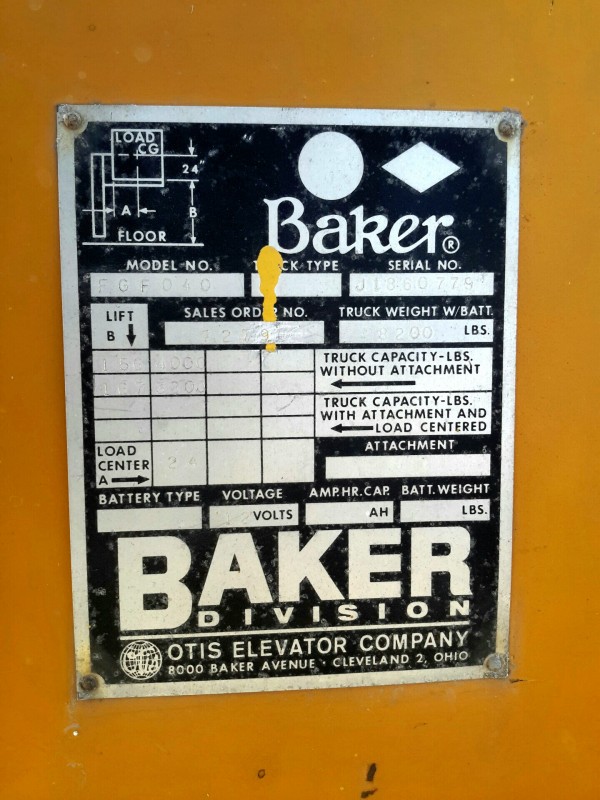 LOAD
CG
24"
A B
FLOOR
Baker®
MODEL NO. TRUCK TYPE SERIAL NO.
FGF040
LIFT
B
SALES ORDER NO. TRUCK WEIGHT W/BATT.
LBS.
TRUCK CAPACITY-LBS.
WITHOUT ATTACHMENT
TRUCK CAPACITY-LBS.
WITH ATTACHMENT AND
LOAD CENTERED
LOAD
CENTER
A
24
ATTACHMENT
BATTERY TYPE VOLTAGE AMP.HR.CAP. BATT.WEIGHT
VOLTS AH LBS.
BAKER
DIVISION
OTIS ELEVATOR COMPANY
8000 BAKER AVENUE · CLEVELAND 2, OHIO